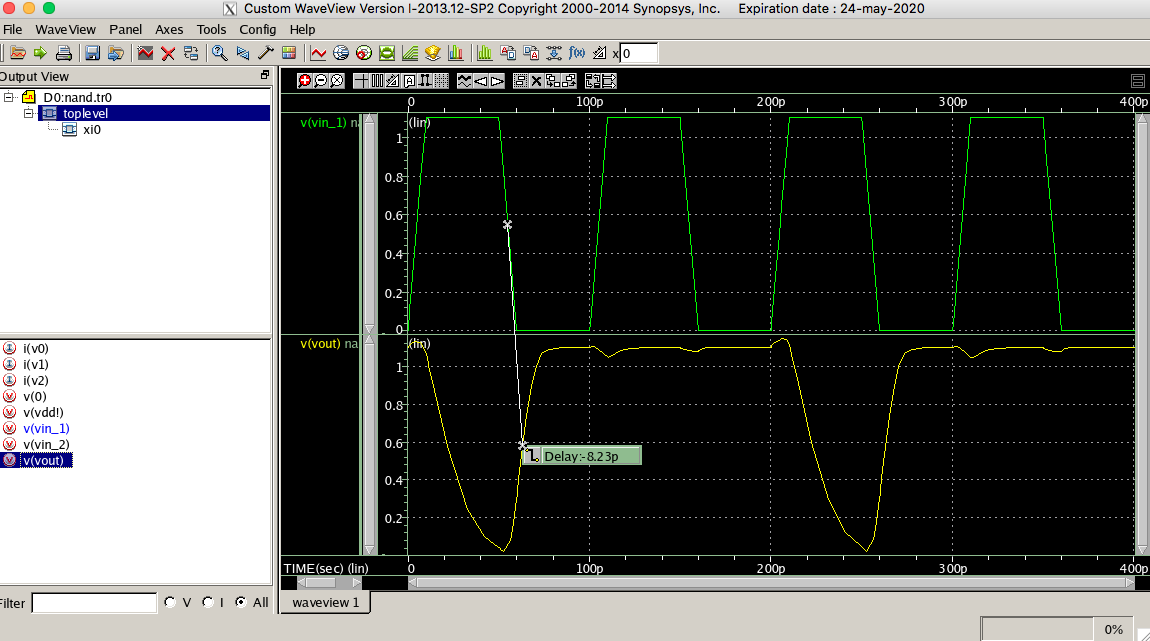 Custom WaveView Version I-2013.12-SP2 Copyright 2000-2014 Synopsys, Inc. Expiration date : 24-may-2020
File WaveView Panel Axes Tools Config Help
x 0
Output View
D0:nand.tr0
toplevel
xi0
i(v0)
i(v1)
i(v2)
v(0)
v(vdd!)
v(vin_1)
v(vin_2)
v(vout)
Filter V I All
0 100p 200p 300p 400p
v(vin_1) na (lin)
1
0.8
0.6
0.4
0.2
0
v(vout) na (lin)
1
0.8
0.6
0.4
0.2
Delay:-8.23p
TIME(sec) (lin) 0 100p 200p 300p 400p
waveview 1
0%